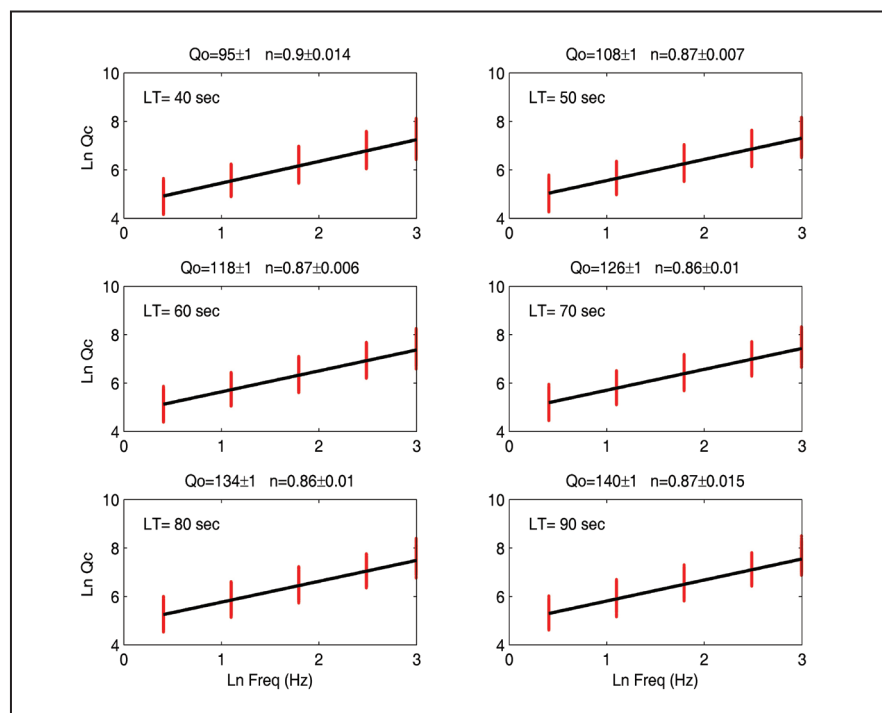 Qo=95±1 n=0.9±0.014
LT= 40 sec
Ln Qc
10
8
6
4
0 1 2 3
Qo=108±1 n=0.87±0.007
LT= 50 sec
10
8
6
4
0 1 2 3
Qo=118±1 n=0.87±0.006
LT= 60 sec
Ln Qc
10
8
6
4
0 1 2 3
Qo=126±1 n=0.86±0.01
LT= 70 sec
10
8
6
4
0 1 2 3
Qo=134±1 n=0.86±0.01
LT= 80 sec
Ln Qc
10
8
6
4
0 1 2 3
Ln Freq (Hz)
Qo=140±1 n=0.87±0.015
LT= 90 sec
10
8
6
4
0 1 2 3
Ln Freq (Hz)